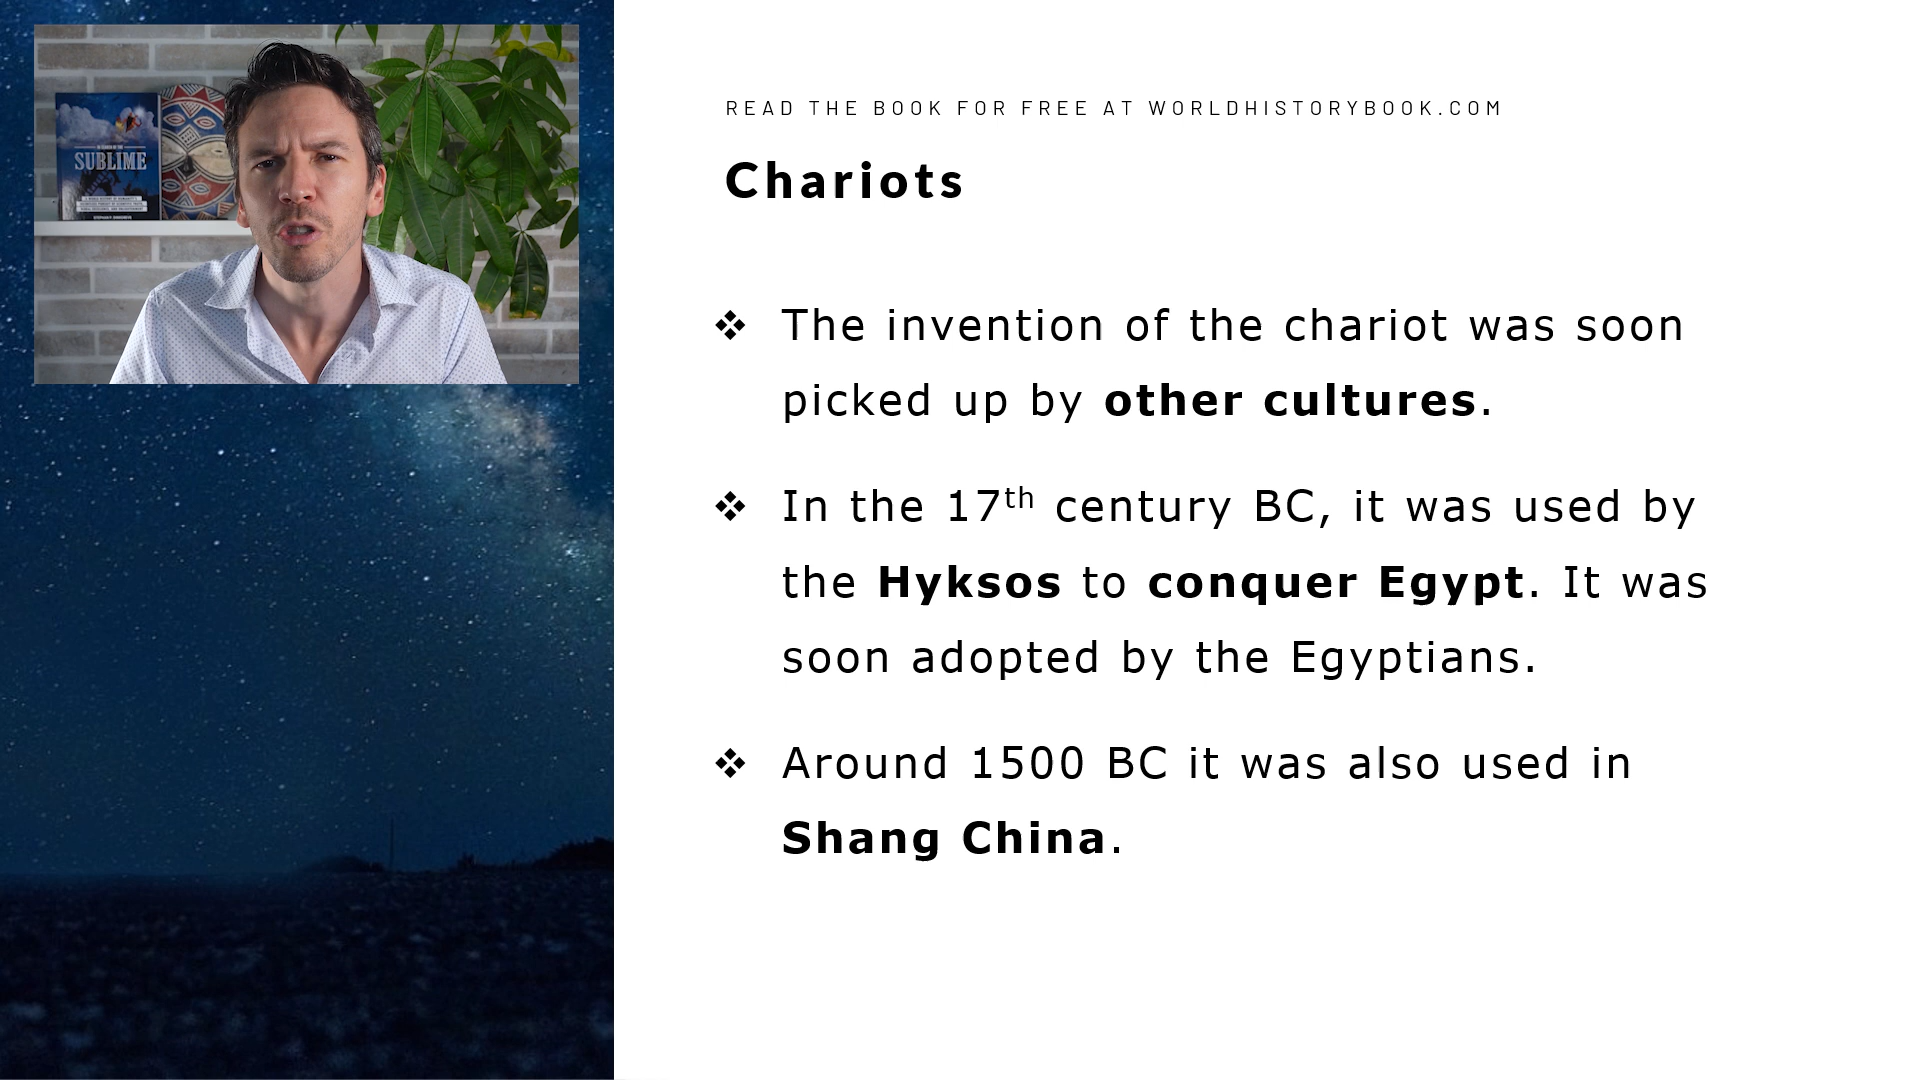 SUBLIME
READ THE BOOK FOR FREE AT WORLDHISTORYBOOK.COM
Chariots
❖ The invention of the chariot was soon
picked up by other cultures.
❖ In the 17th century BC, it was used by
the Hyksos to conquer Egypt. It was
soon adopted by the Egyptians.
❖ Around 1500 BC it was also used in
Shang China.